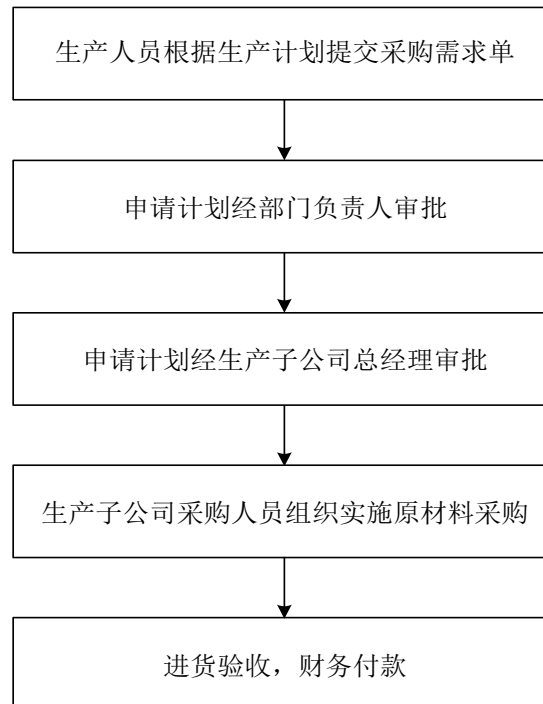 生产人员根据生产计划提交采购需求单
申请计划经部门负责人审批
申请计划经生产子公司总经理审批
生产子公司采购人员组织实施原材料采购
进货验收，财务付款